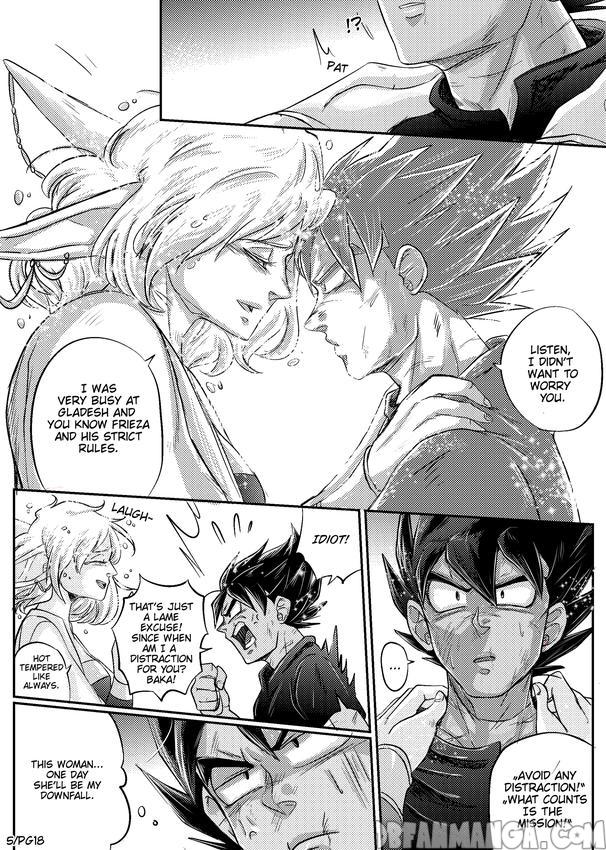 !?
PAT
LISTEN,
I DIDN'T
WANT TO
WORRY
YOU.
I WAS
VERY BUSY AT
GLADESH AND
YOU KNOW FRIEZA
AND HIS STRICT
RULES.
...
„AVOID ANY
DISTRACTION!“
„WHAT COUNTS
IS THE
MISSION!“
IDIOT!
THAT'S JUST
A LAME
EXCUSE!
SINCE WHEN
AM I A
DISTRACTION
FOR YOU?
BAKA!
LAUGH~
HOT
TEMPERED
LIKE
ALWAYS.
THIS WOMAN...
ONE DAY
SHE'LL BE MY
DOWNFALL.
5/PG18
DBFANMANGA.COM